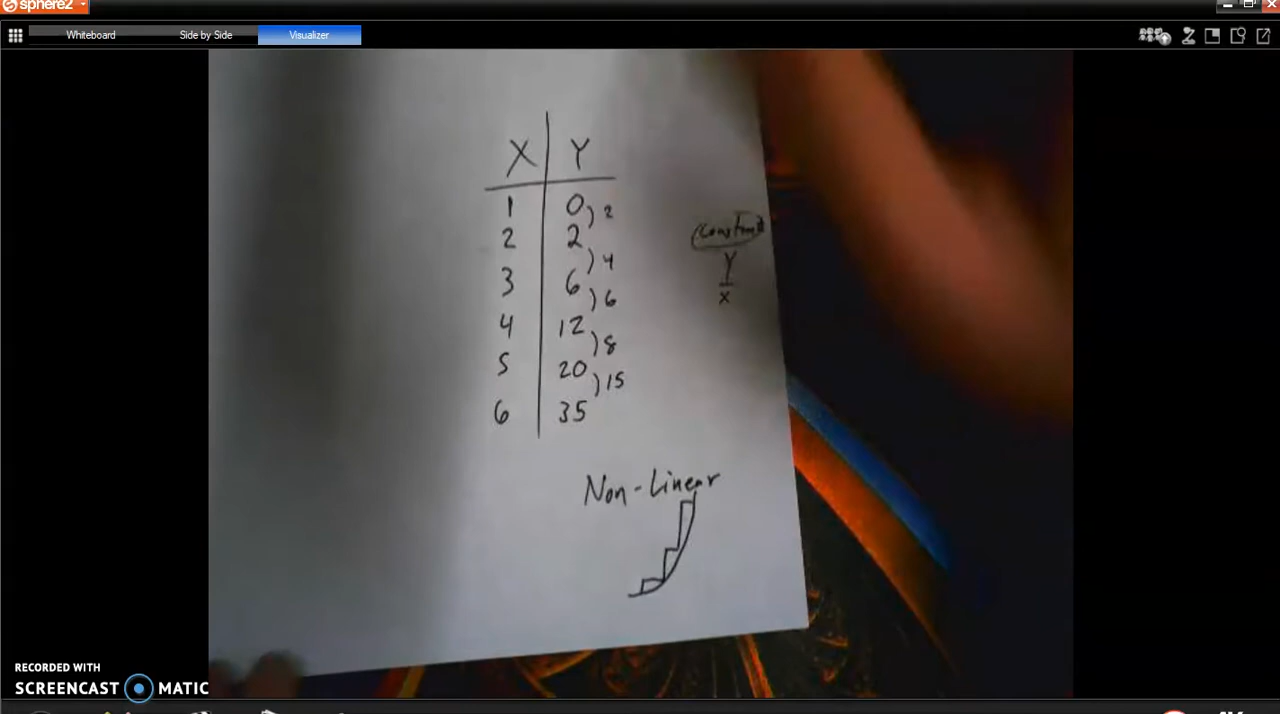 sphere2
Whiteboard Side by Side Visualizer
X Y
1 0 ) 2
2 2
) 4
3 6
) 6
4 12
) 8
5 20
) 15
6 35
Constant
Y
x
Non-Linear
RECORDED WITH
SCREENCAST MATIC